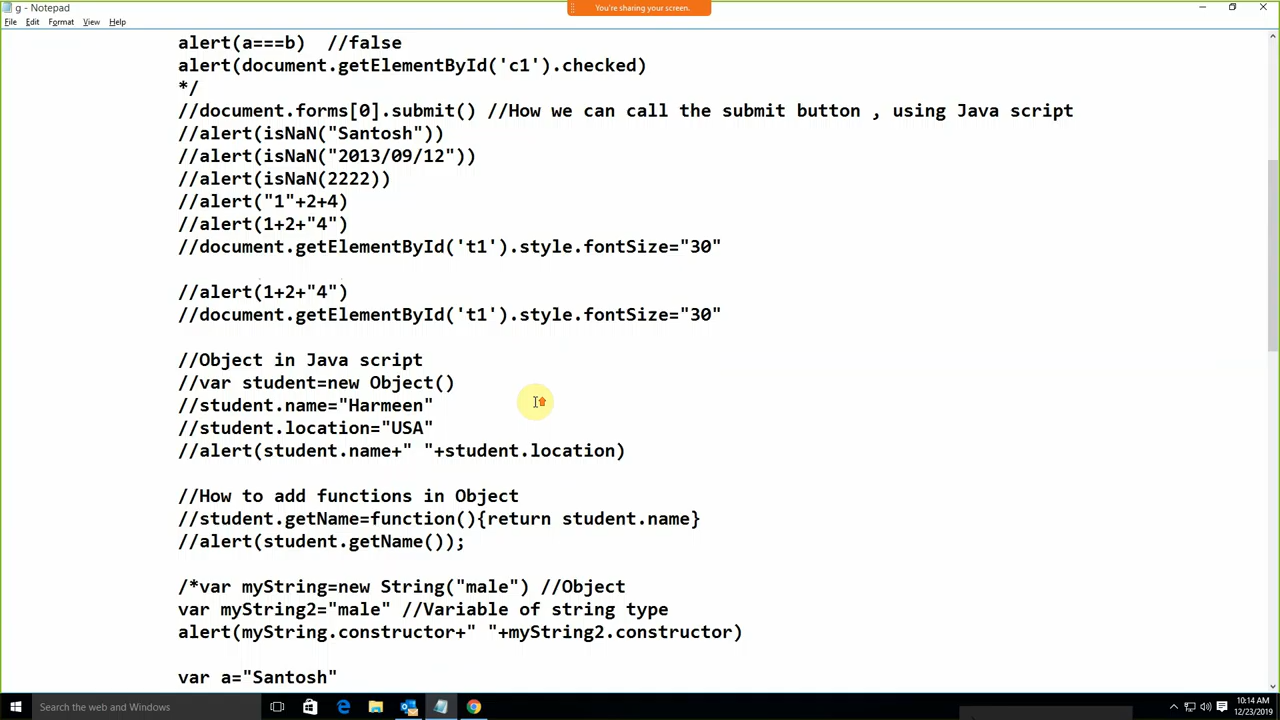 g - Notepad
You're sharing your screen.
File Edit Format View Help
alert(a===b)  //false
alert(document.getElementById('c1').checked)
*/
//document.forms[0].submit() //How we can call the submit button , using Java script
//alert(isNaN("Santosh"))
//alert(isNaN("2013/09/12"))
//alert(isNaN(2222))
//alert("1"+2+4)
//alert(1+2+"4")
//document.getElementById('t1').style.fontSize="30"
//alert(1+2+"4")
//document.getElementById('t1').style.fontSize="30"
//Object in Java script
//var student=new Object()
//student.name="Harmeen"
//student.location="USA"
//alert(student.name+" "+student.location)
//How to add functions in Object
//student.getName=function(){return student.name}
//alert(student.getName());
/*var myString=new String("male") //Object
var myString2="male" //Variable of string type
alert(myString.constructor+" "+myString2.constructor)
var a="Santosh"
Search the web and Windows
10:14 AM
12/23/2019